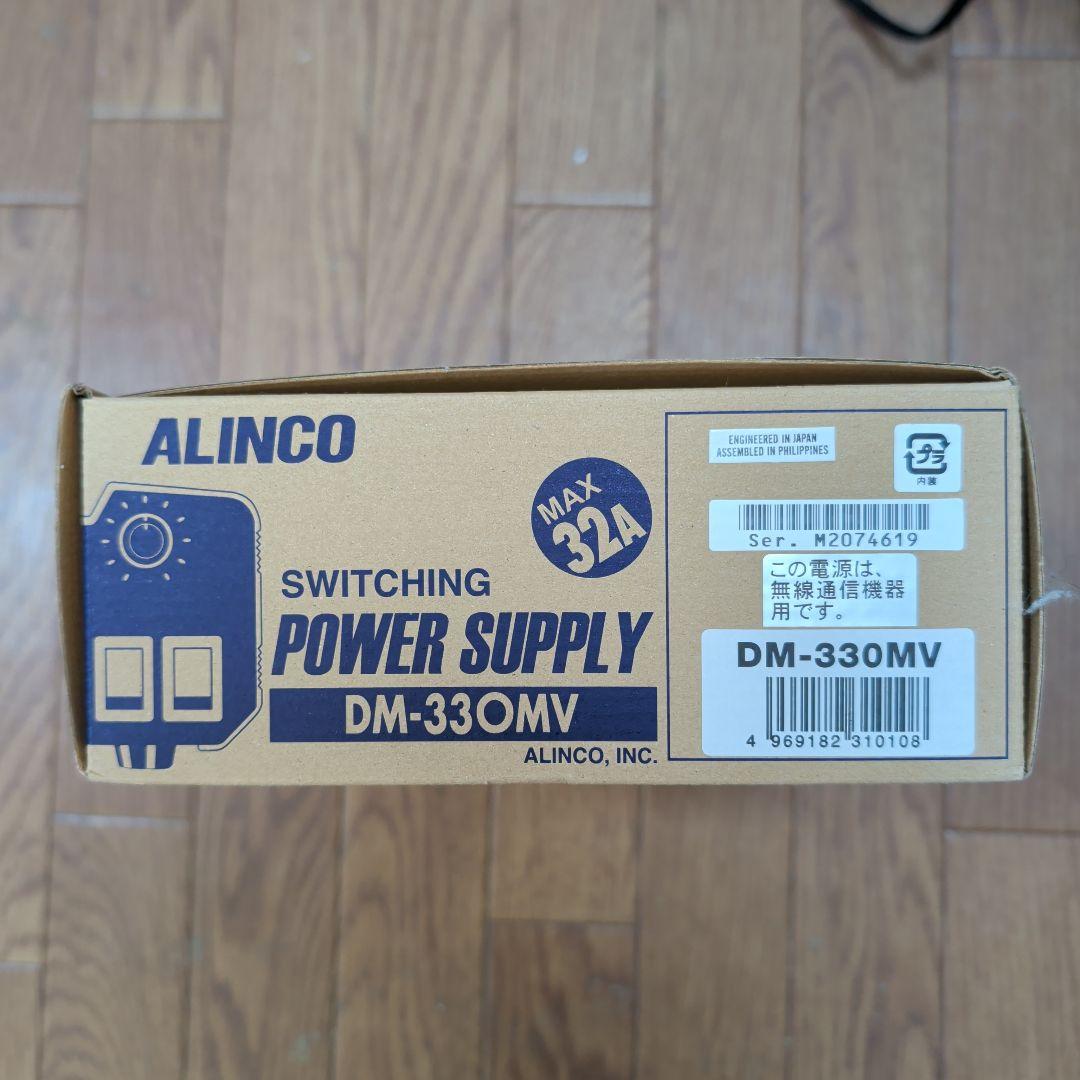 ALINCO
MAX
32A
SWITCHING
POWER SUPPLY
DM-330MV
ALINCO, INC.
ENGINEERED IN JAPAN
ASSEMBLED IN PHILIPPINES
プラ
内装
Ser. M2074619
この電源は、
無線通信機器
用です。
DM-330MV
4 969182 310108